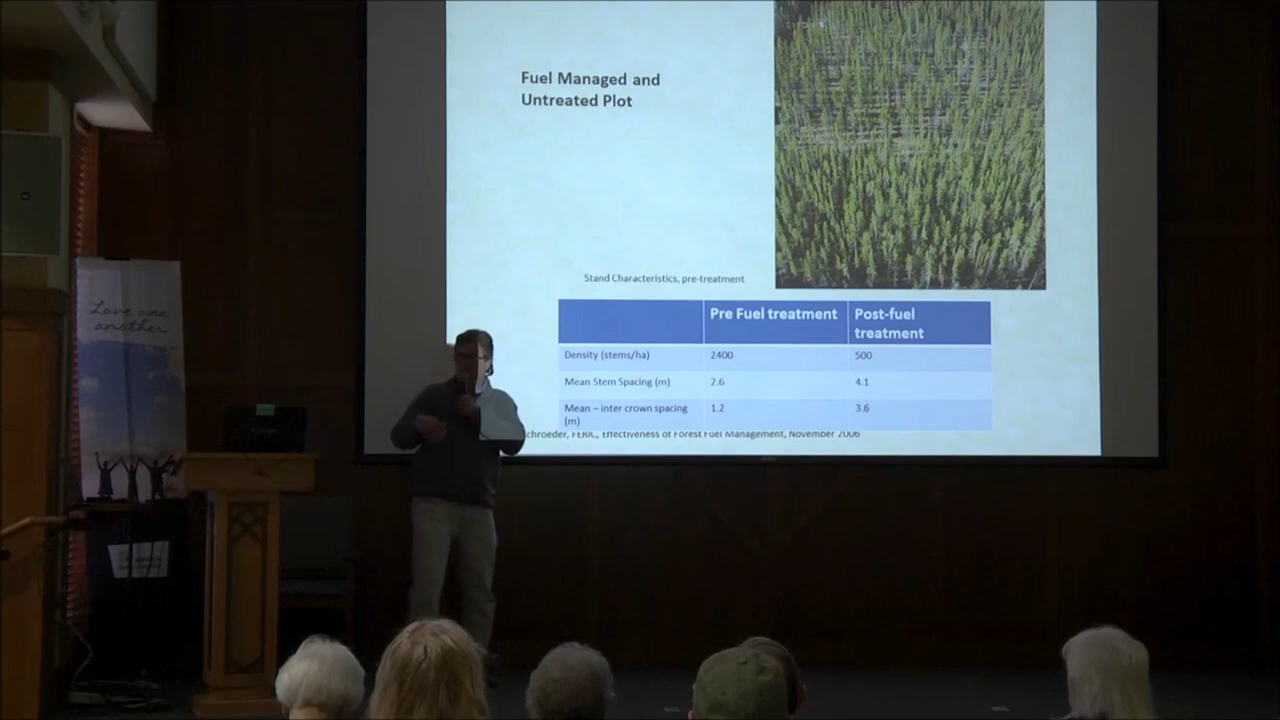 Fuel Managed and
Untreated Plot
Stand Characteristics, pre-treatment
Pre Fuel treatment
Post-fuel
treatment
Density (stems/ha)
2400
500
Mean Stem Spacing (m)
2.6
4.1
Mean – inter crown spacing
(m)
1.2
3.6
chroeder, FERIC, Effectiveness of Forest Fuel Management, November 2006
Love one
another